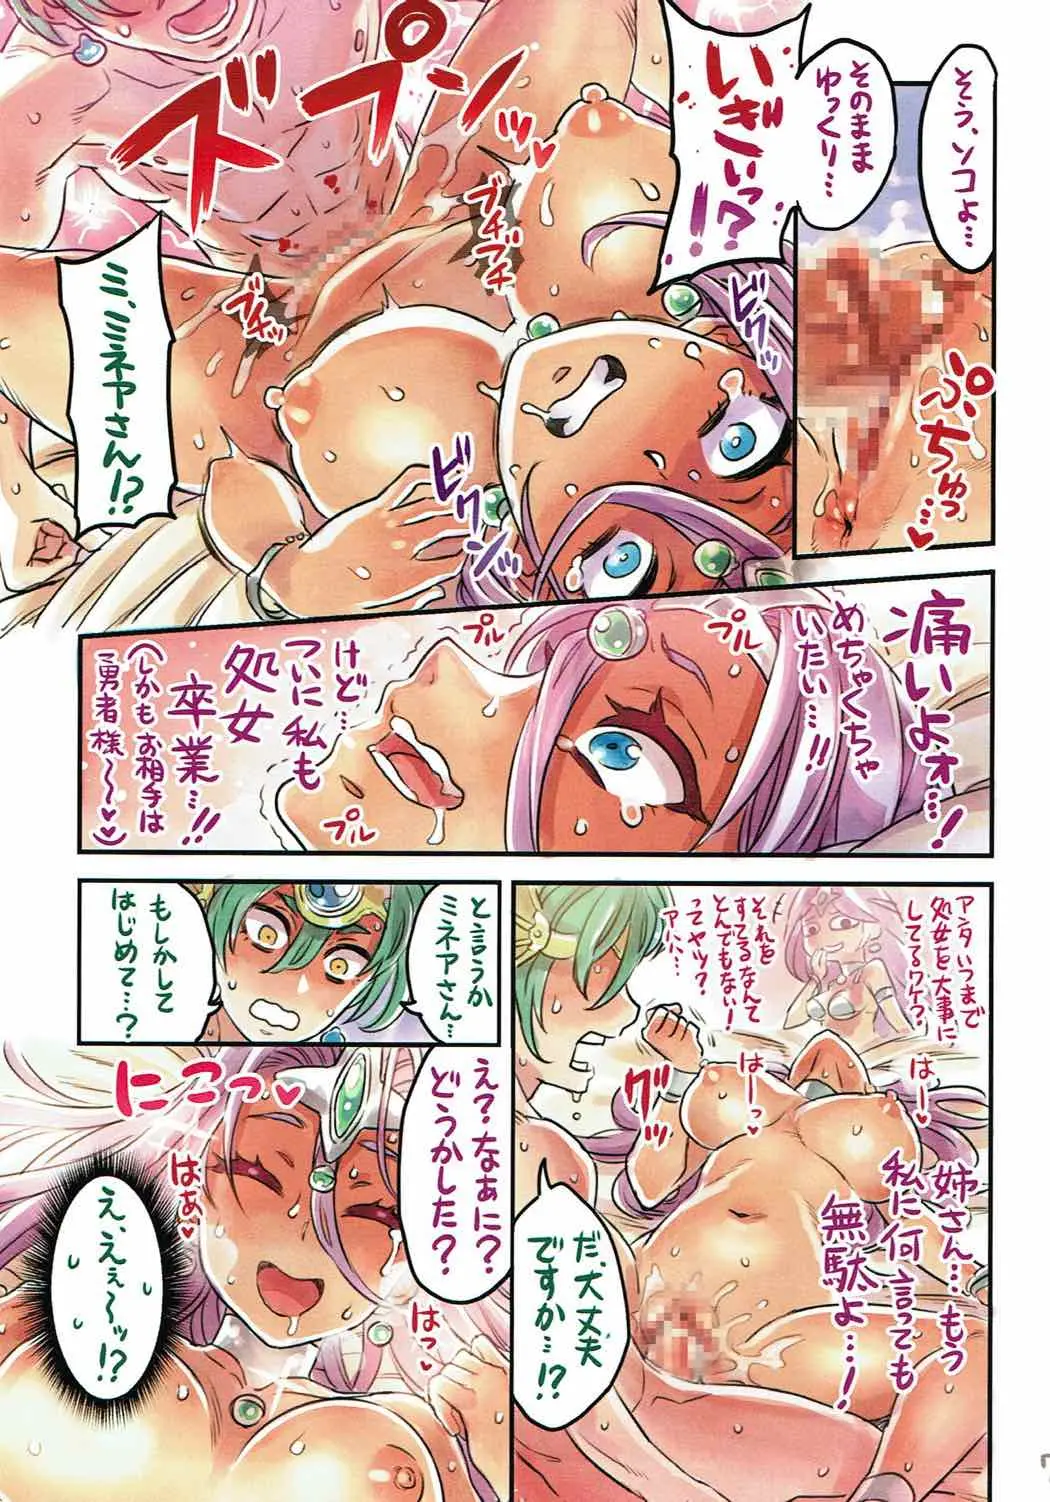 そう、ソコよ…
そのまま
ゆっくり…
ぷちゅっ…♥
いぎぃっ?!
ズプンッ♥
ブチブチ
ブチッ
ビクッ
ビクンッ
ミ、ミネアさん!?
痛いよォ…!
めちゃくちゃ
いたい…!!
プル
プル
プル
けど…
ついに私も
処女
卒業…!!
(しかもお相手は
勇者様〜♥)
アンタいつまで
処女を大事に
してるワケ?
それを
すてるなんて
とんでもない!
ってヤツ?
アハハ…
はー♥
はーっ♥
グッ
姉さん…もう
私に何言っても
無駄よ…!
だ、大丈夫
ですか…!?
と言うか
ミネアさん…
もしかして
はじめて…?
え?なぁに?
どうかした?
にこっ♥
はぁ♥
はっ♥
え、えぇ〜ッ!?